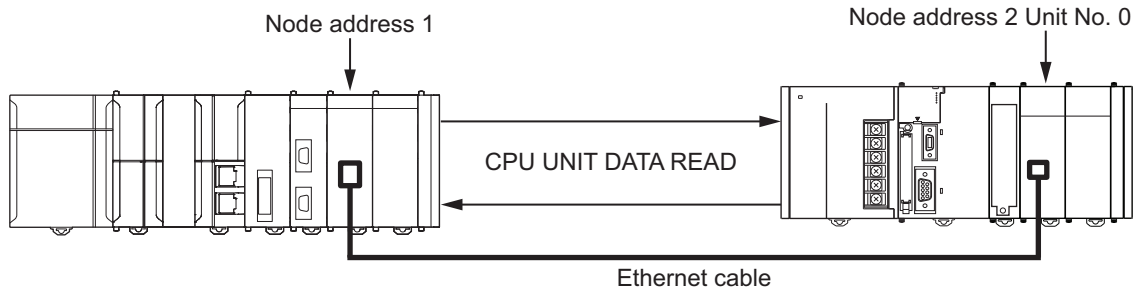 Node address 1
Node address 2 Unit No. 0
CPU UNIT DATA READ
Ethernet cable